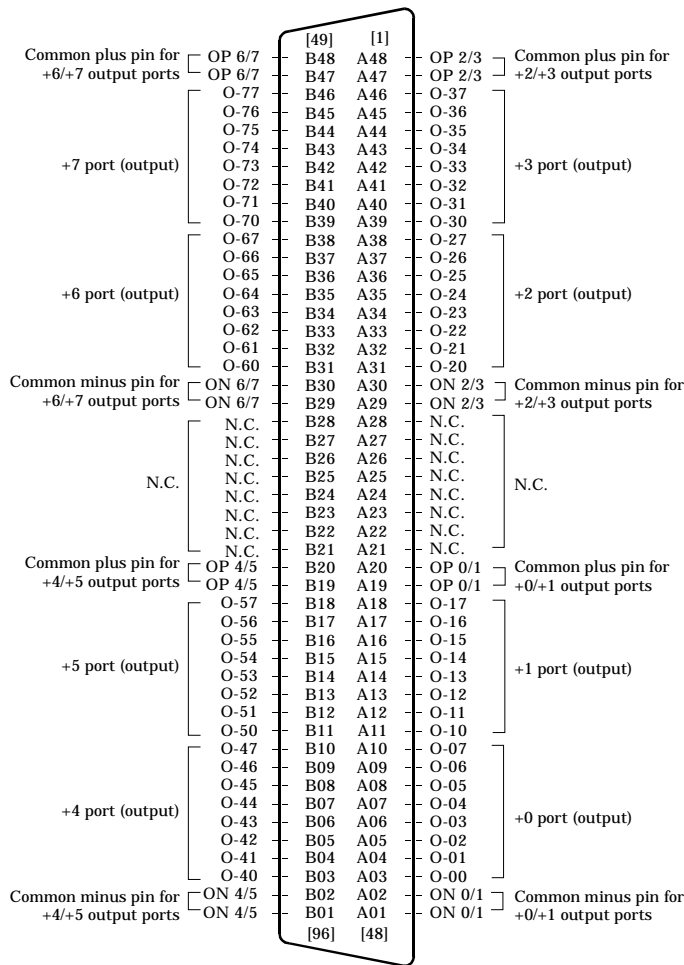 [49] [1]
Common plus pin for +6/+7 output ports OP 6/7 B48 A48 OP 2/3 Common plus pin for +2/+3 output ports
OP 6/7 B47 A47 OP 2/3
O-77 B46 A46 O-37
O-76 B45 A45 O-36
O-75 B44 A44 O-35
O-74 B43 A43 O-34
+7 port (output) O-73 B42 A42 O-33 +3 port (output)
O-72 B41 A41 O-32
O-71 B40 A40 O-31
O-70 B39 A39 O-30
O-67 B38 A38 O-27
O-66 B37 A37 O-26
O-65 B36 A36 O-25
+6 port (output) O-64 B35 A35 O-24 +2 port (output)
O-63 B34 A34 O-23
O-62 B33 A33 O-22
O-61 B32 A32 O-21
O-60 B31 A31 O-20
Common minus pin for +6/+7 output ports ON 6/7 B30 A30 ON 2/3 Common minus pin for +2/+3 output ports
ON 6/7 B29 A29 ON 2/3
N.C. B28 A28 N.C.
N.C. B27 A27 N.C.
N.C. B26 A26 N.C.
N.C. N.C. B25 A25 N.C. N.C.
N.C. B24 A24 N.C.
N.C. B23 A23 N.C.
N.C. B22 A22 N.C.
N.C. B21 A21 N.C.
Common plus pin for +4/+5 output ports OP 4/5 B20 A20 OP 0/1 Common plus pin for +0/+1 output ports
OP 4/5 B19 A19 OP 0/1
O-57 B18 A18 O-17
O-56 B17 A17 O-16
O-55 B16 A16 O-15
+5 port (output) O-54 B15 A15 O-14 +1 port (output)
O-53 B14 A14 O-13
O-52 B13 A13 O-12
O-51 B12 A12 O-11
O-50 B11 A11 O-10
O-47 B10 A10 O-07
O-46 B09 A09 O-06
O-45 B08 A08 O-05
+4 port (output) O-44 B07 A07 O-04
O-43 B06 A06 O-03 +0 port (output)
O-42 B05 A05 O-02
O-41 B04 A04 O-01
O-40 B03 A03 O-00
Common minus pin for +4/+5 output ports ON 4/5 B02 A02 ON 0/1 Common minus pin for +0/+1 output ports
ON 4/5 B01 A01 ON 0/1
[96] [48]